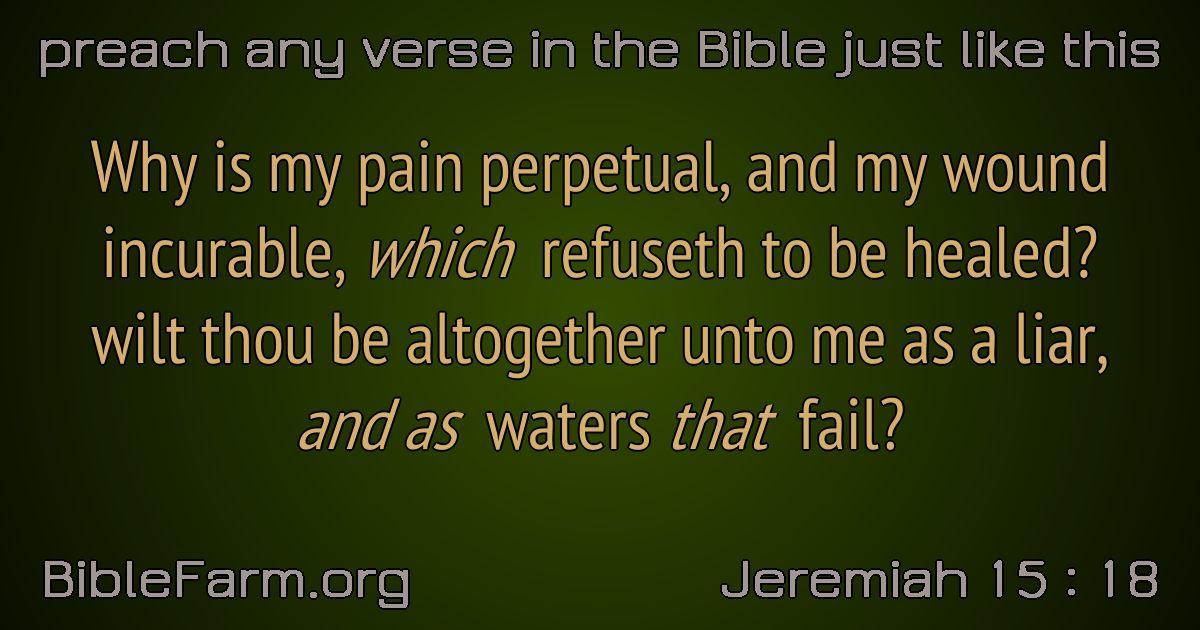 preach any verse in the Bible just like this
Why is my pain perpetual, and my wound
incurable, which refuseth to be healed?
wilt thou be altogether unto me as a liar,
and as waters that fail?
BibleFarm.org
Jeremiah 15 : 18